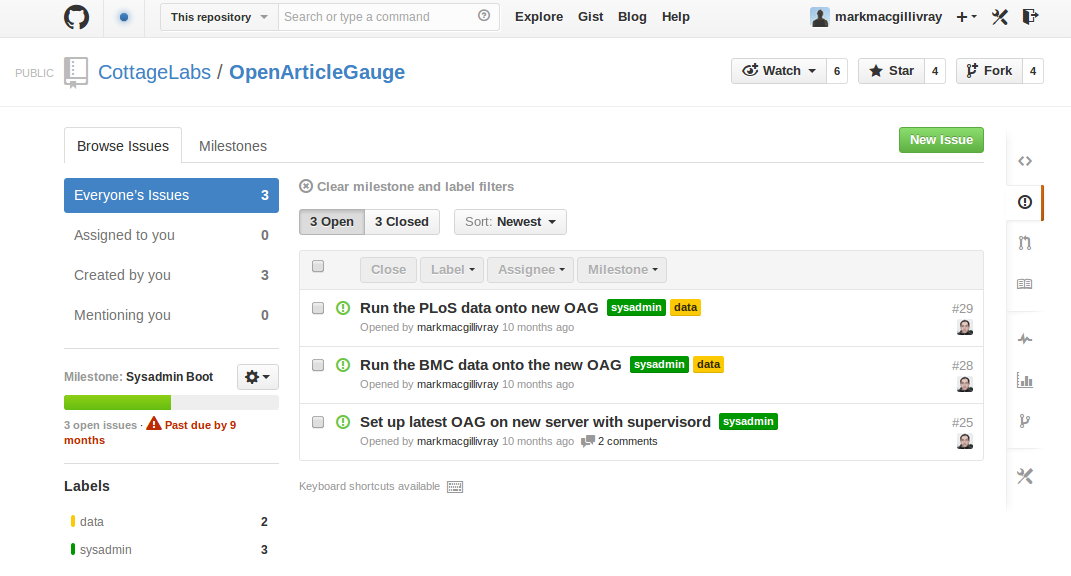 This repository Search or type a command Explore Gist Blog Help markmacgillivray
PUBLIC CottageLabs / OpenArticleGauge Watch 6 Star 4 Fork 4
Browse Issues Milestones New Issue
Everyone's Issues 3
Assigned to you 0
Created by you 3
Mentioning you 0
Milestone: Sysadmin Boot
3 open issues · Past due by 9
months
Labels
data 2
sysadmin 3
Clear milestone and label filters
3 Open 3 Closed Sort: Newest
Close Label Assignee Milestone
Run the PLoS data onto new OAG sysadmin data #29
Opened by markmacgillivray 10 months ago
Run the BMC data onto the new OAG sysadmin data #28
Opened by markmacgillivray 10 months ago
Set up latest OAG on new server with supervisord sysadmin #25
Opened by markmacgillivray 10 months ago 2 comments
Keyboard shortcuts available